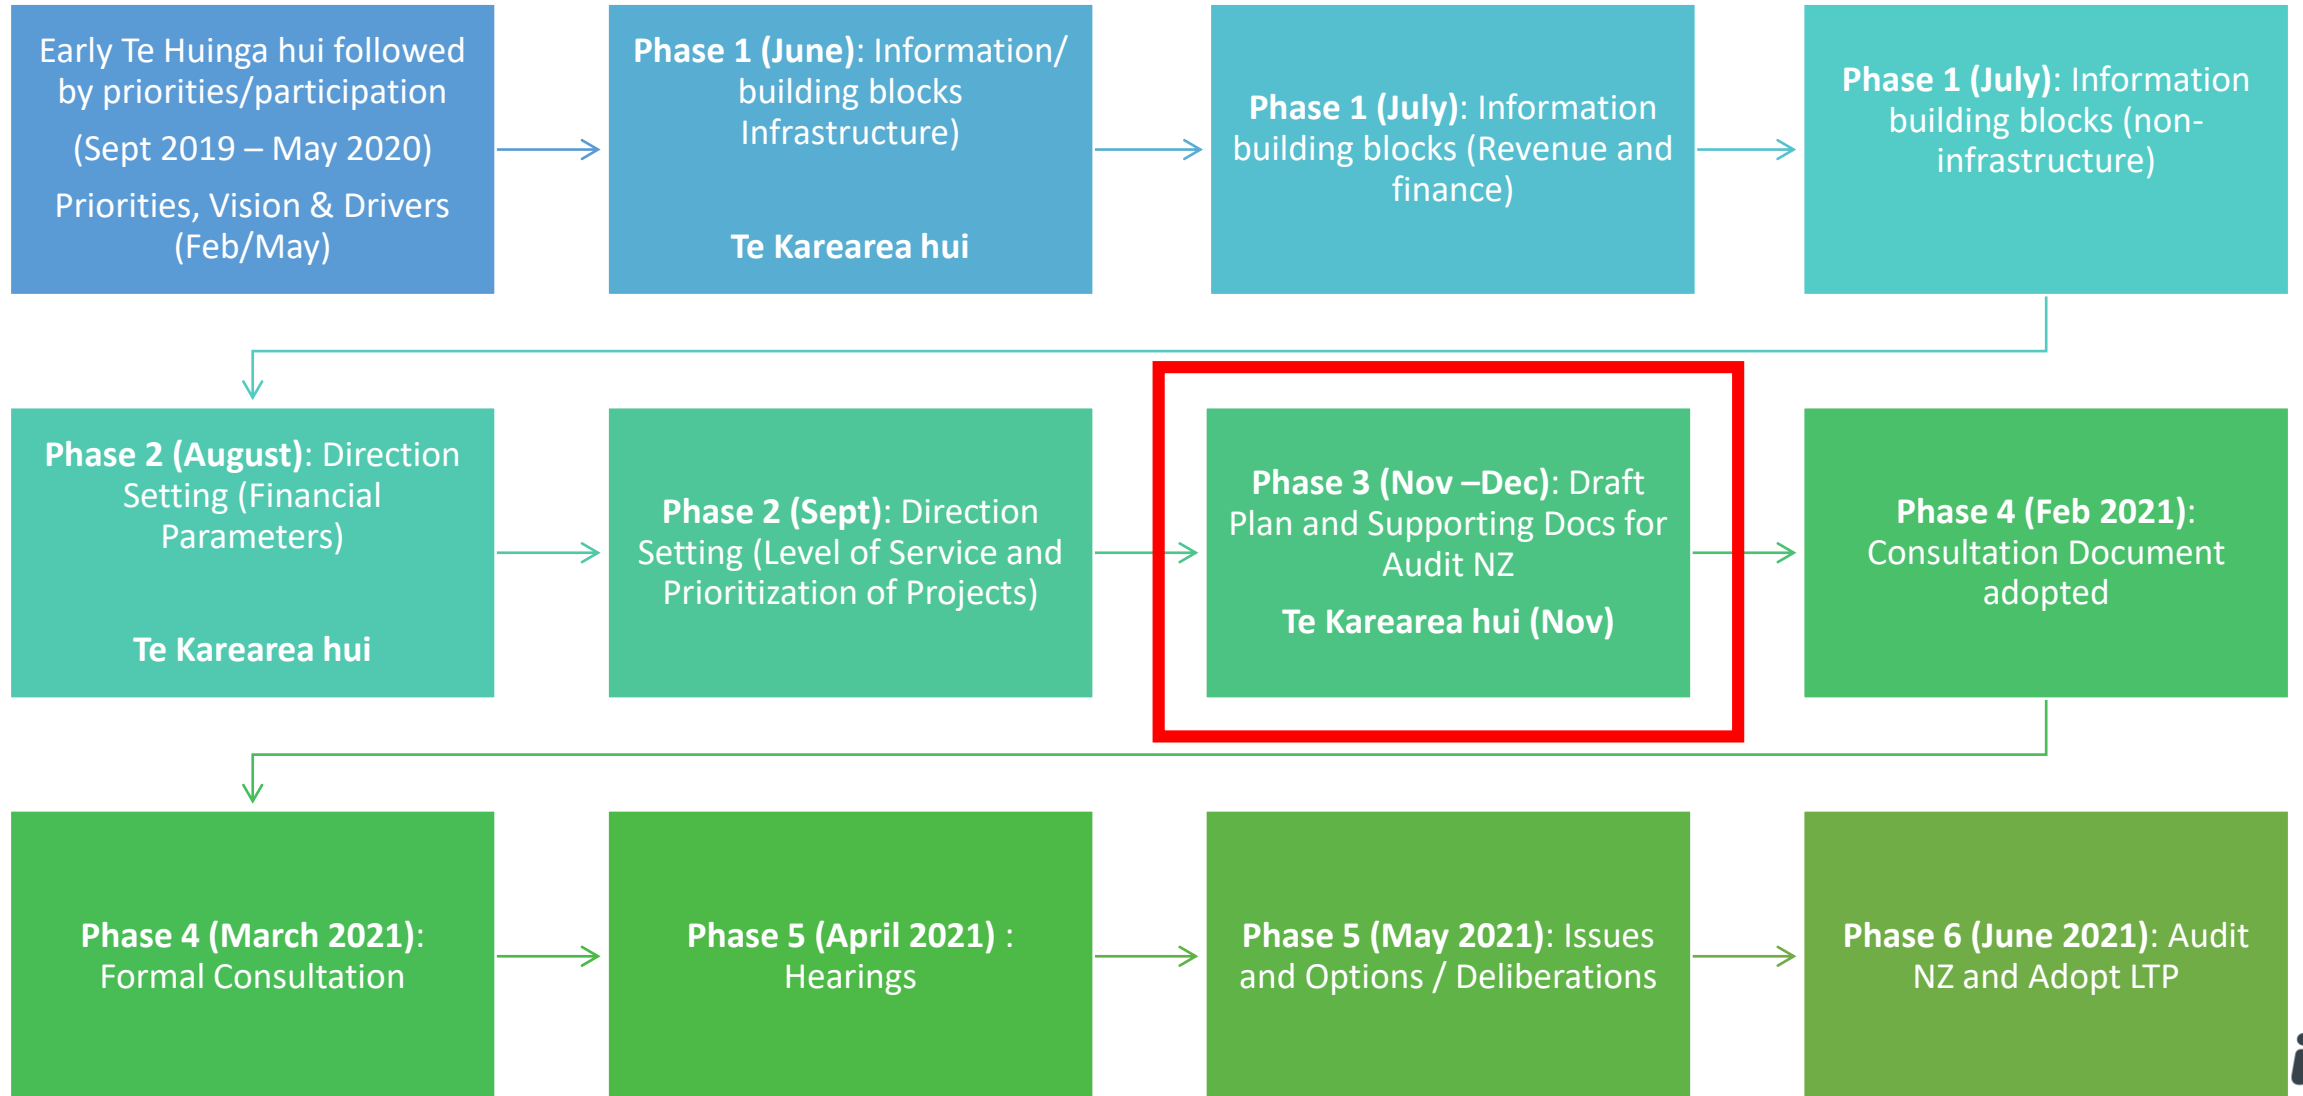 Early Te Huinga hui followed
by priorities/participation
(Sept 2019 – May 2020)
Priorities, Vision & Drivers
(Feb/May)
Phase 1 (June): Information/
building blocks
Infrastructure)
Te Karearea hui
Phase 1 (July): Information
building blocks (Revenue and
finance)
Phase 1 (July): Information
building blocks (non-
infrastructure)
Phase 2 (August): Direction
Setting (Financial
Parameters)
Te Karearea hui
Phase 2 (Sept): Direction
Setting (Level of Service and
Prioritization of Projects)
Phase 3 (Nov –Dec): Draft
Plan and Supporting Docs for
Audit NZ
Te Karearea hui (Nov)
Phase 4 (Feb 2021):
Consultation Document
adopted
Phase 4 (March 2021):
Formal Consultation
Phase 5 (April 2021) :
Hearings
Phase 5 (May 2021): Issues
and Options / Deliberations
Phase 6 (June 2021): Audit
NZ and Adopt LTP